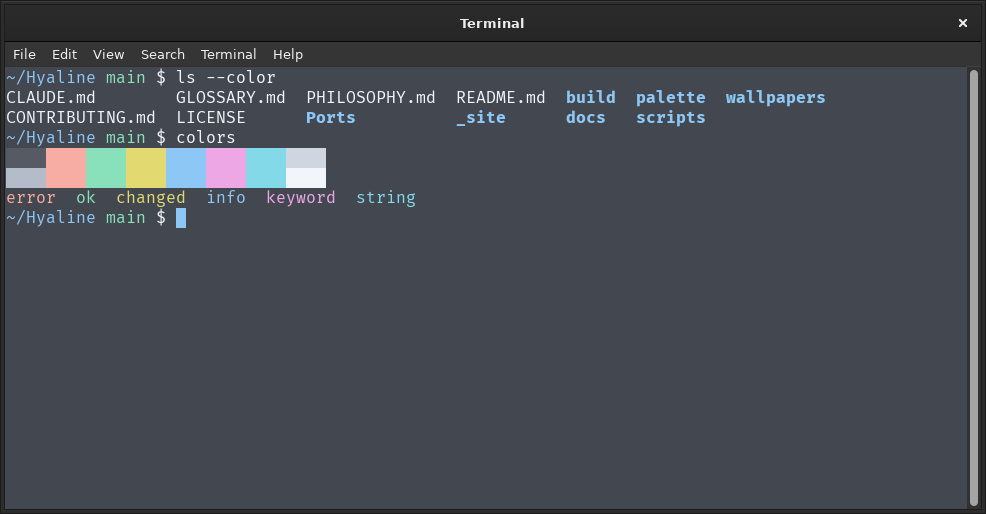 Terminal
File Edit View Search Terminal Help
~/Hyaline main $ ls --color
CLAUDE.md GLOSSARY.md PHILOSOPHY.md README.md build palette wallpapers
CONTRIBUTING.md LICENSE Ports _site docs scripts
~/Hyaline main $ colors
error ok changed info keyword string
~/Hyaline main $